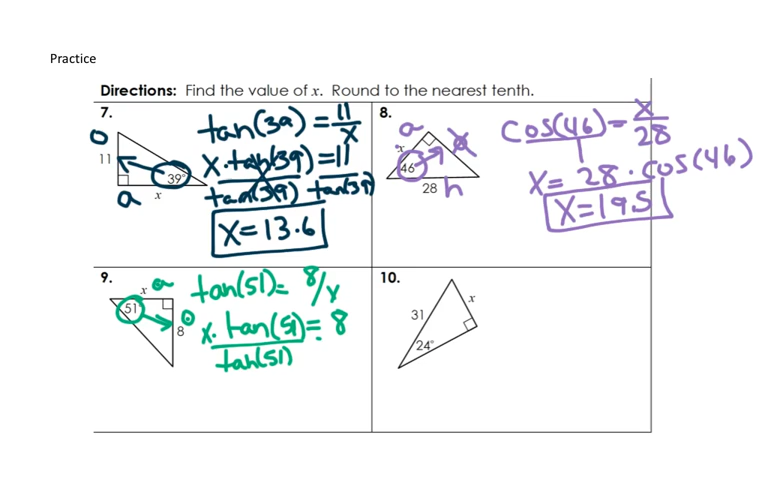 Practice
Directions: Find the value of x. Round to the nearest tenth.
7.
o
11
39°
a
x
tan(39) = 11/x
x·tan(39) = 11
tan(39) tan(39)
x = 13.6
8.
a
x
46°
28
h
cos(46) = x/28
1
x = 28 · cos(46)
x = 19.5
9.
x
a
51
o
8
tan(51) = 8/x
x. tan(51) = 8
tan(51)
10.
31
x
24°